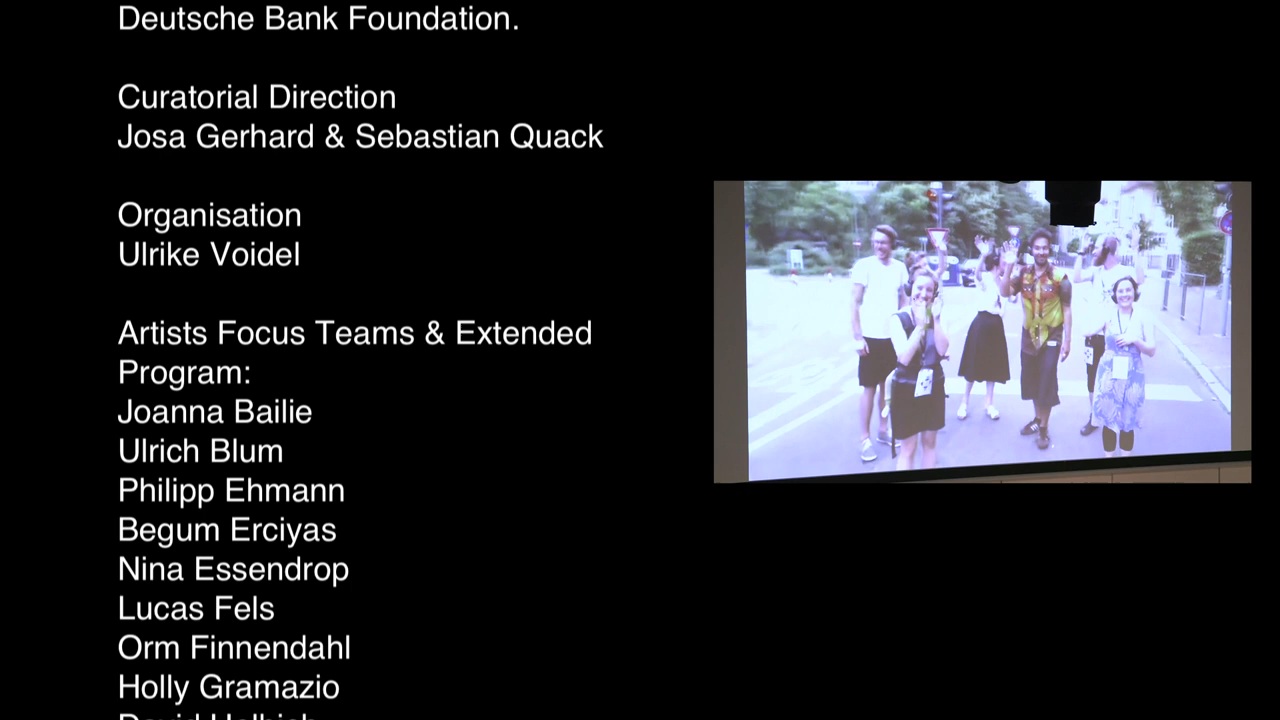 Deutsche Bank Foundation.
Curatorial Direction
Josa Gerhard & Sebastian Quack
Organisation
Ulrike Voidel
Artists Focus Teams & Extended
Program:
Joanna Bailie
Ulrich Blum
Philipp Ehmann
Begum Erciyas
Nina Essendrop
Lucas Fels
Orm Finnendahl
Holly Gramazio